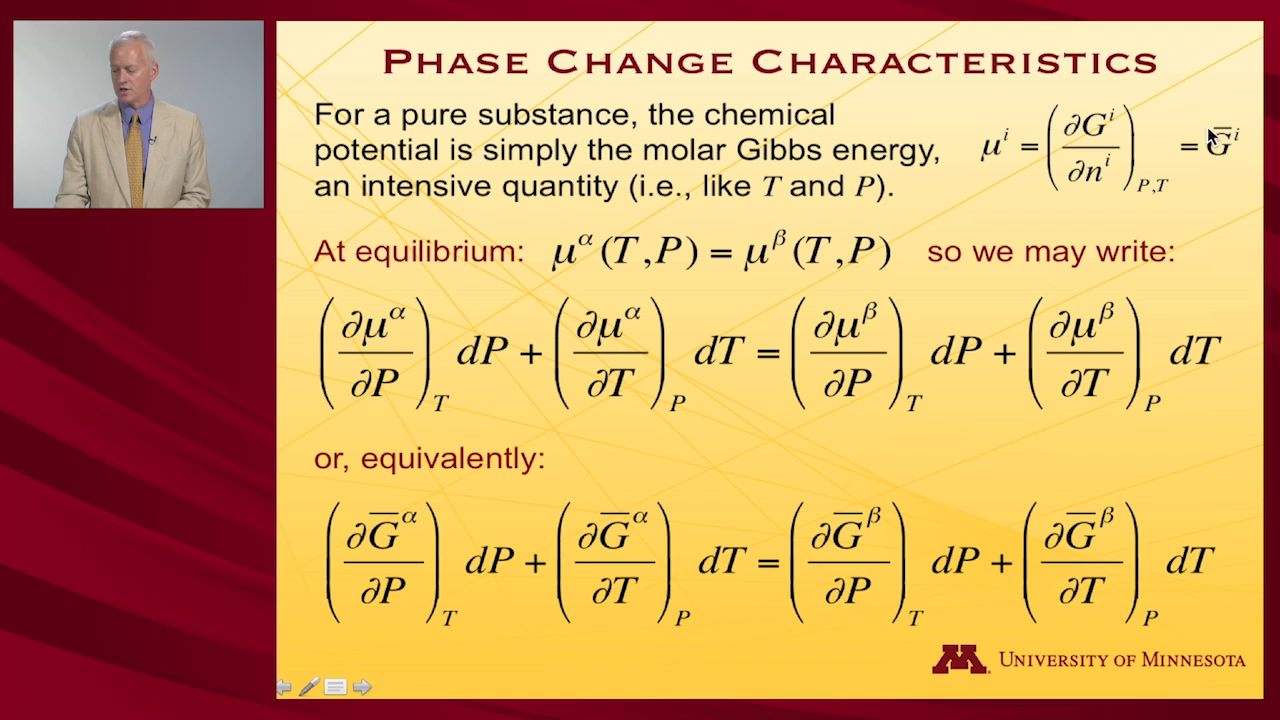 PHASE CHANGE CHARACTERISTICS
For a pure substance, the chemical
potential is simply the molar Gibbs energy,
an intensive quantity (i.e., like T and P).
μ^i = (∂G^i/∂n^i)_{P,T} = G̅^i
At equilibrium: μ^α(T,P) = μ^β(T,P) so we may write:
(∂μ^α/∂P)_T dP + (∂μ^α/∂T)_P dT = (∂μ^β/∂P)_T dP + (∂μ^β/∂T)_P dT
or, equivalently:
(∂G̅^α/∂P)_T dP + (∂G̅^α/∂T)_P dT = (∂G̅^β/∂P)_T dP + (∂G̅^β/∂T)_P dT
M UNIVERSITY OF MINNESOTA